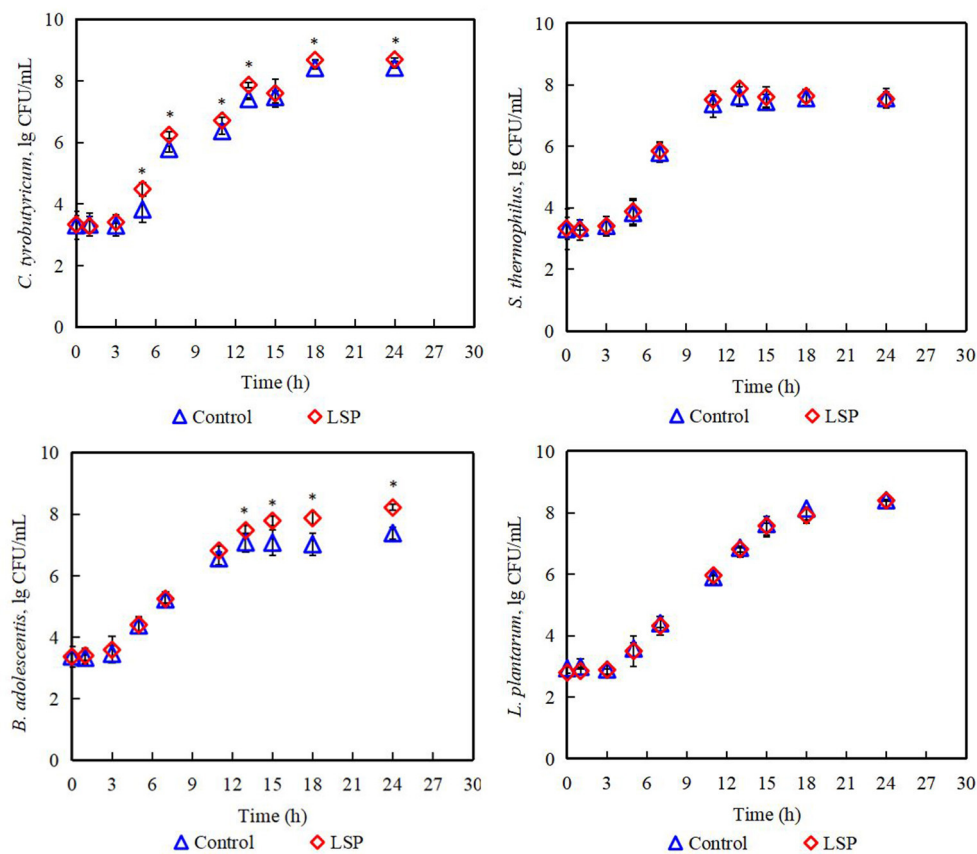 C. tyrobutyricum, lg CFU/mL
10
8
6
4
2
0
* * * * * *
0 3 6 9 12 15 18 21 24 27 30
Time (h)
Control LSP
S. thermophilus, lg CFU/mL
10
8
6
4
2
0
0 3 6 9 12 15 18 21 24 27 30
Time (h)
Control LSP
B. adolescentis, lg CFU/mL
10
8
6
4
2
0
* * * *
0 3 6 9 12 15 18 21 24 27 30
Time (h)
Control LSP
L. plantarum, lg CFU/mL
10
8
6
4
2
0
0 3 6 9 12 15 18 21 24 27 30
Time (h)
Control LSP